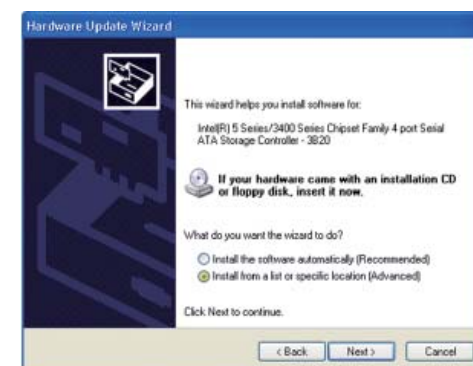 Hardware Update Wizard
This wizard helps you install software for:
Intel(R) 5 Series/3400 Series Chipset Family 4 port Serial
ATA Storage Controller - 3B20
If your hardware came with an installation CD
or floppy disk, insert it now.
What do you want the wizard to do?
Install the software automatically (Recommended)
Install from a list or specific location (Advanced)
Click Next to continue.
< Back Next > Cancel